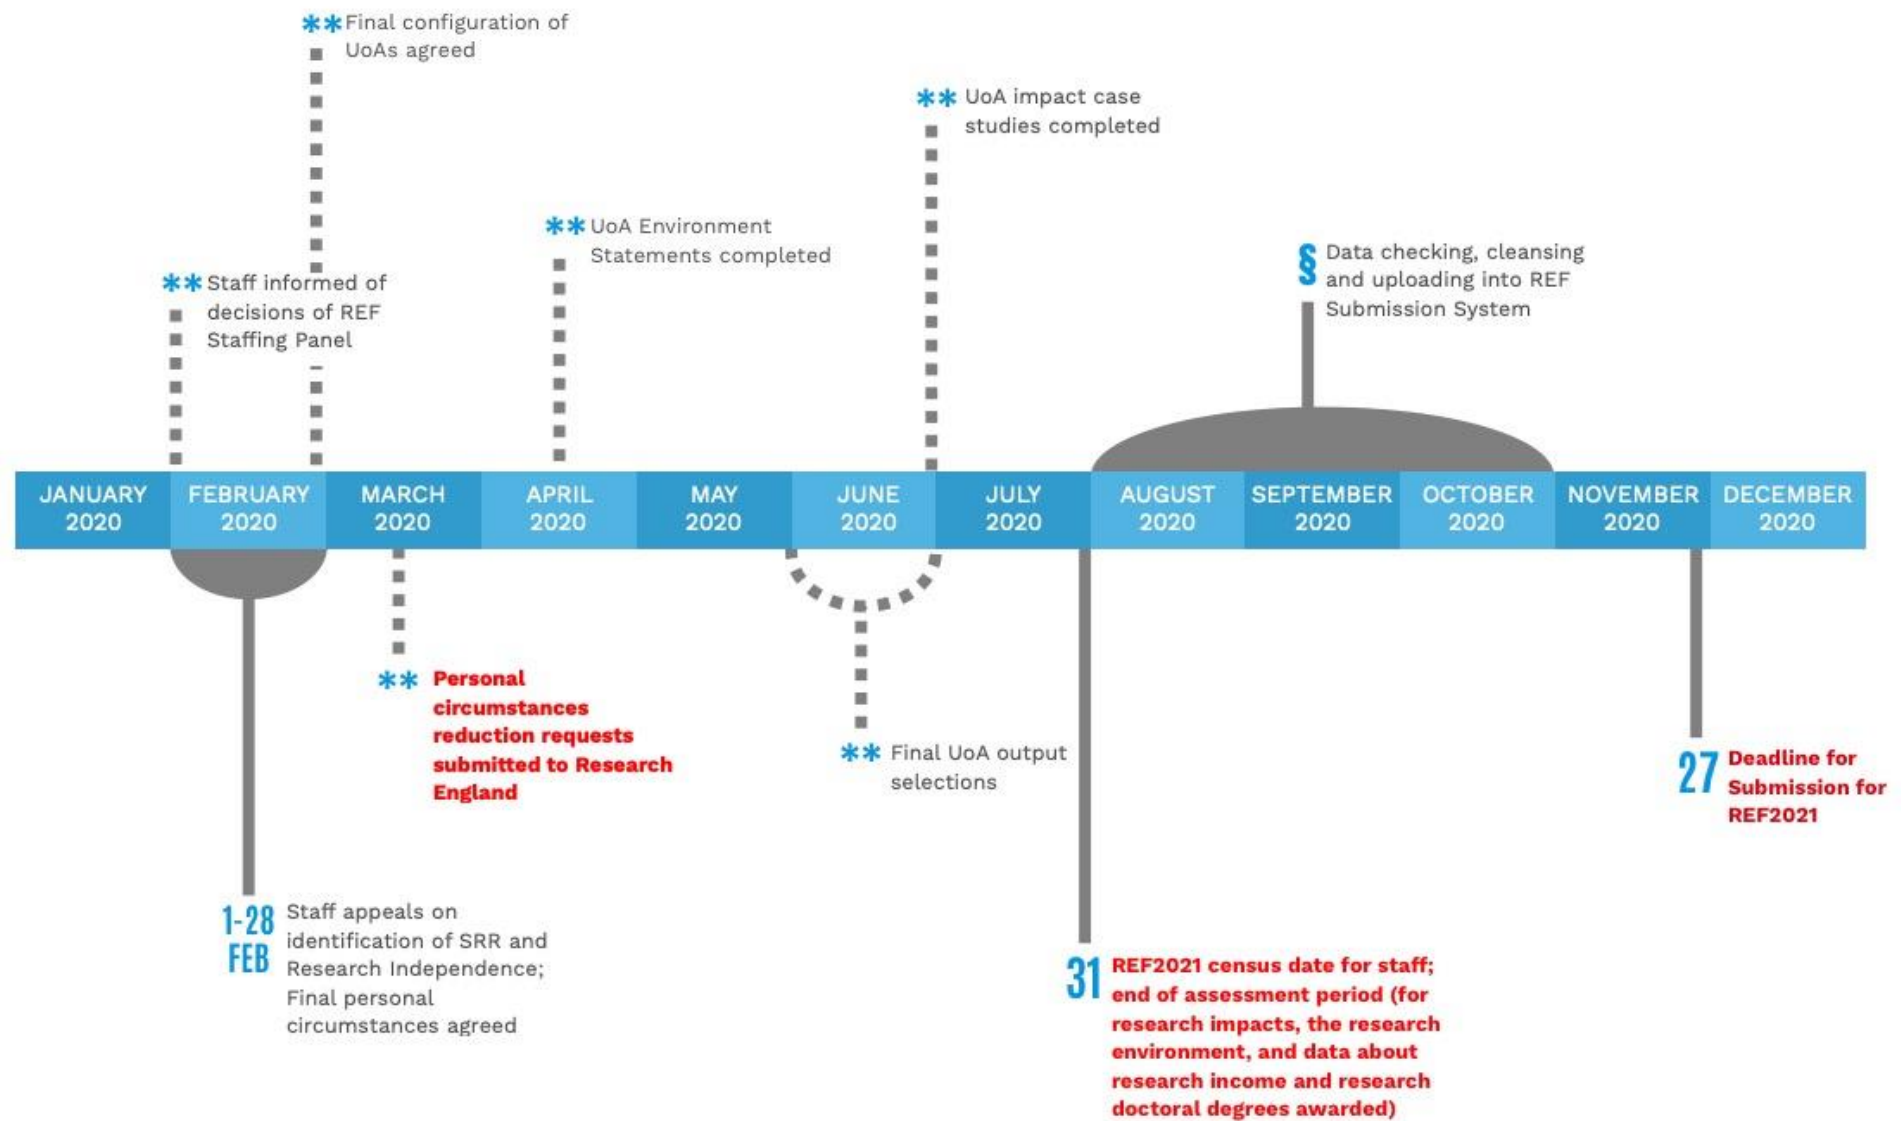 ** Final configuration of
UoAs agreed
** UoA impact case
studies completed
** UoA Environment
Statements completed
§ Data checking, cleansing
and uploading into REF
Submission System
** Staff informed of
decisions of REF
Staffing Panel
JANUARY
2020
FEBRUARY
2020
MARCH
2020
APRIL
2020
MAY
2020
JUNE
2020
JULY
2020
AUGUST
2020
SEPTEMBER
2020
OCTOBER
2020
NOVEMBER
2020
DECEMBER
2020
** Personal
circumstances
reduction requests
submitted to Research
England
** Final UoA output
selections
27 Deadline for
Submission for
REF2021
1-28
FEB
Staff appeals on
identification of SRR and
Research Independence;
Final personal
circumstances agreed
31 REF2021 census date for staff;
end of assessment period (for
research impacts, the research
environment, and data about
research income and research
doctoral degrees awarded)